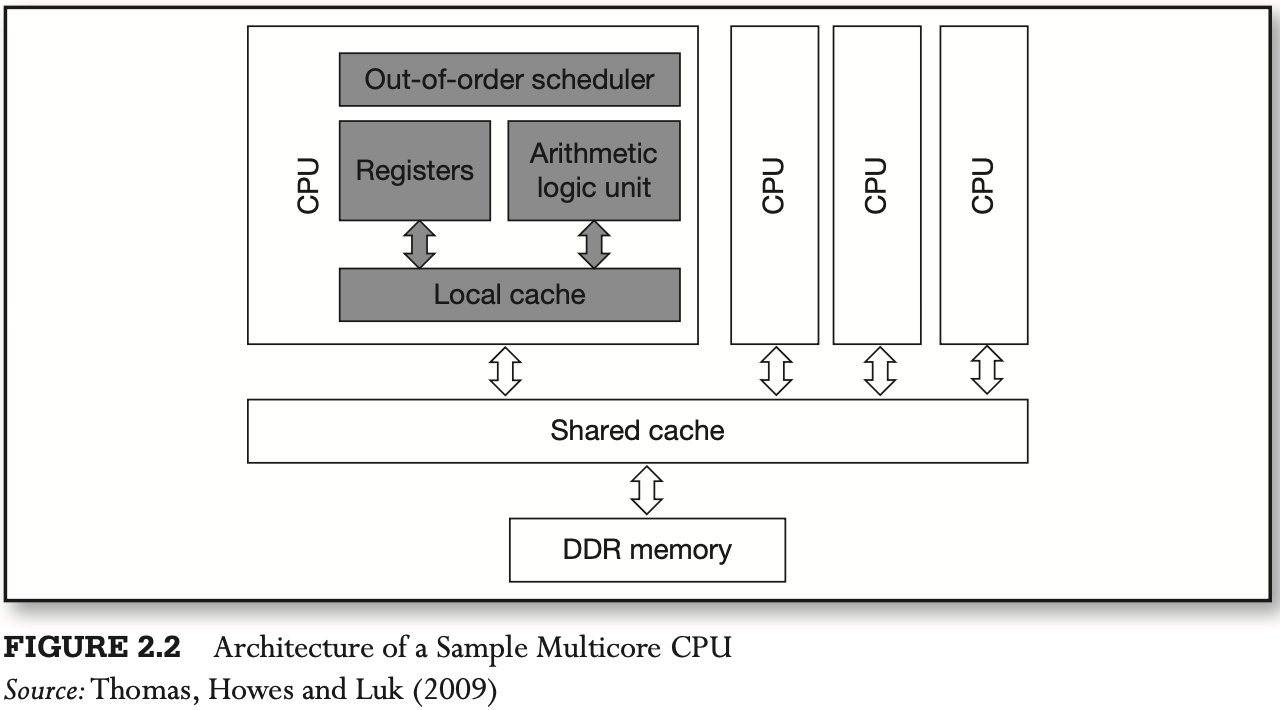 CPU
Out-of-order scheduler
Registers
Arithmetic
logic unit
Local cache
CPU
CPU
CPU
Shared cache
DDR memory
FIGURE 2.2 Architecture of a Sample Multicore CPU
Source: Thomas, Howes and Luk (2009)